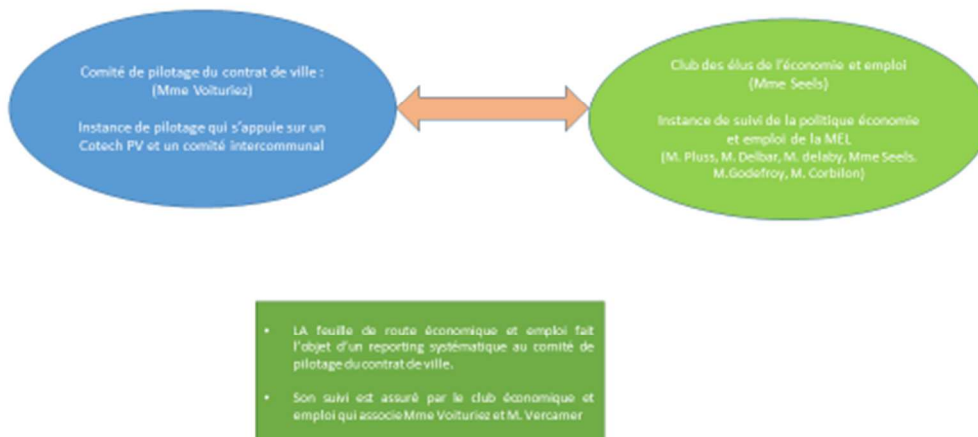 Comité de pilotage du contrat de ville :
(Mme Voituriez)
Instance de pilotage qui s'appuie sur un
Cotech PV et un comité intercommunal
Club des élus de l'économie et emploi
(Mme Seels)
Instance de suivi de la politique économie
et emploi de la MEL
(M. Pluss, M. Delbar, M. delaby, Mme Seels.
M.Godefroy, M. Corbilon)
• LA feuille de route économique et emploi fait
l'objet d'un reporting systématique au comité de
pilotage du contrat de ville.
• Son suivi est assuré par le club économique et
emploi qui associe Mme Voituriez et M. Vercamer